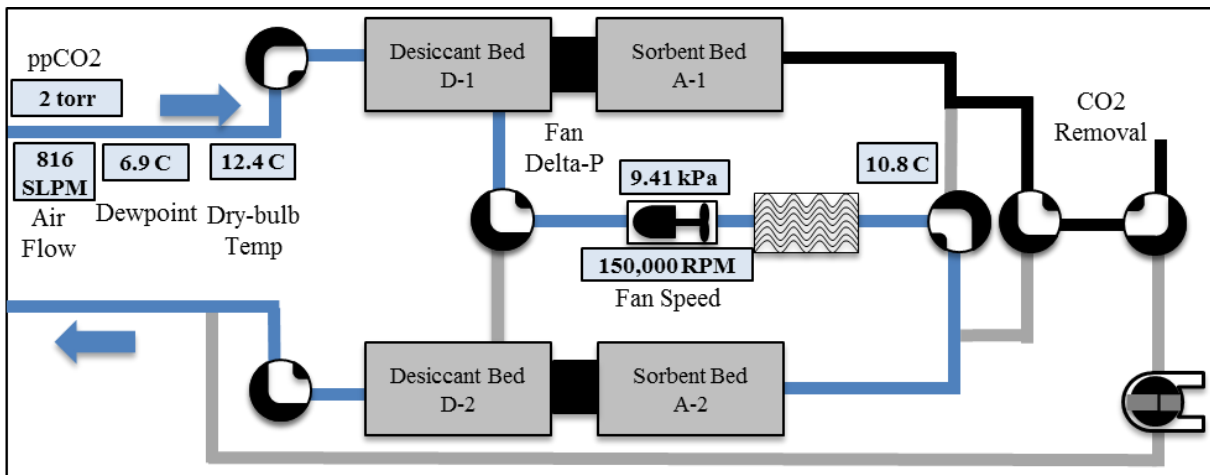 ppCO2
2 torr
816
SLPM
Air
Flow
6.9 C
Dewpoint
12.4 C
Dry-bulb
Temp
Desiccant Bed
D-1
Sorbent Bed
A-1
Fan
Delta-P
9.41 kPa
150,000 RPM
Fan Speed
10.8 C
CO2
Removal
Desiccant Bed
D-2
Sorbent Bed
A-2